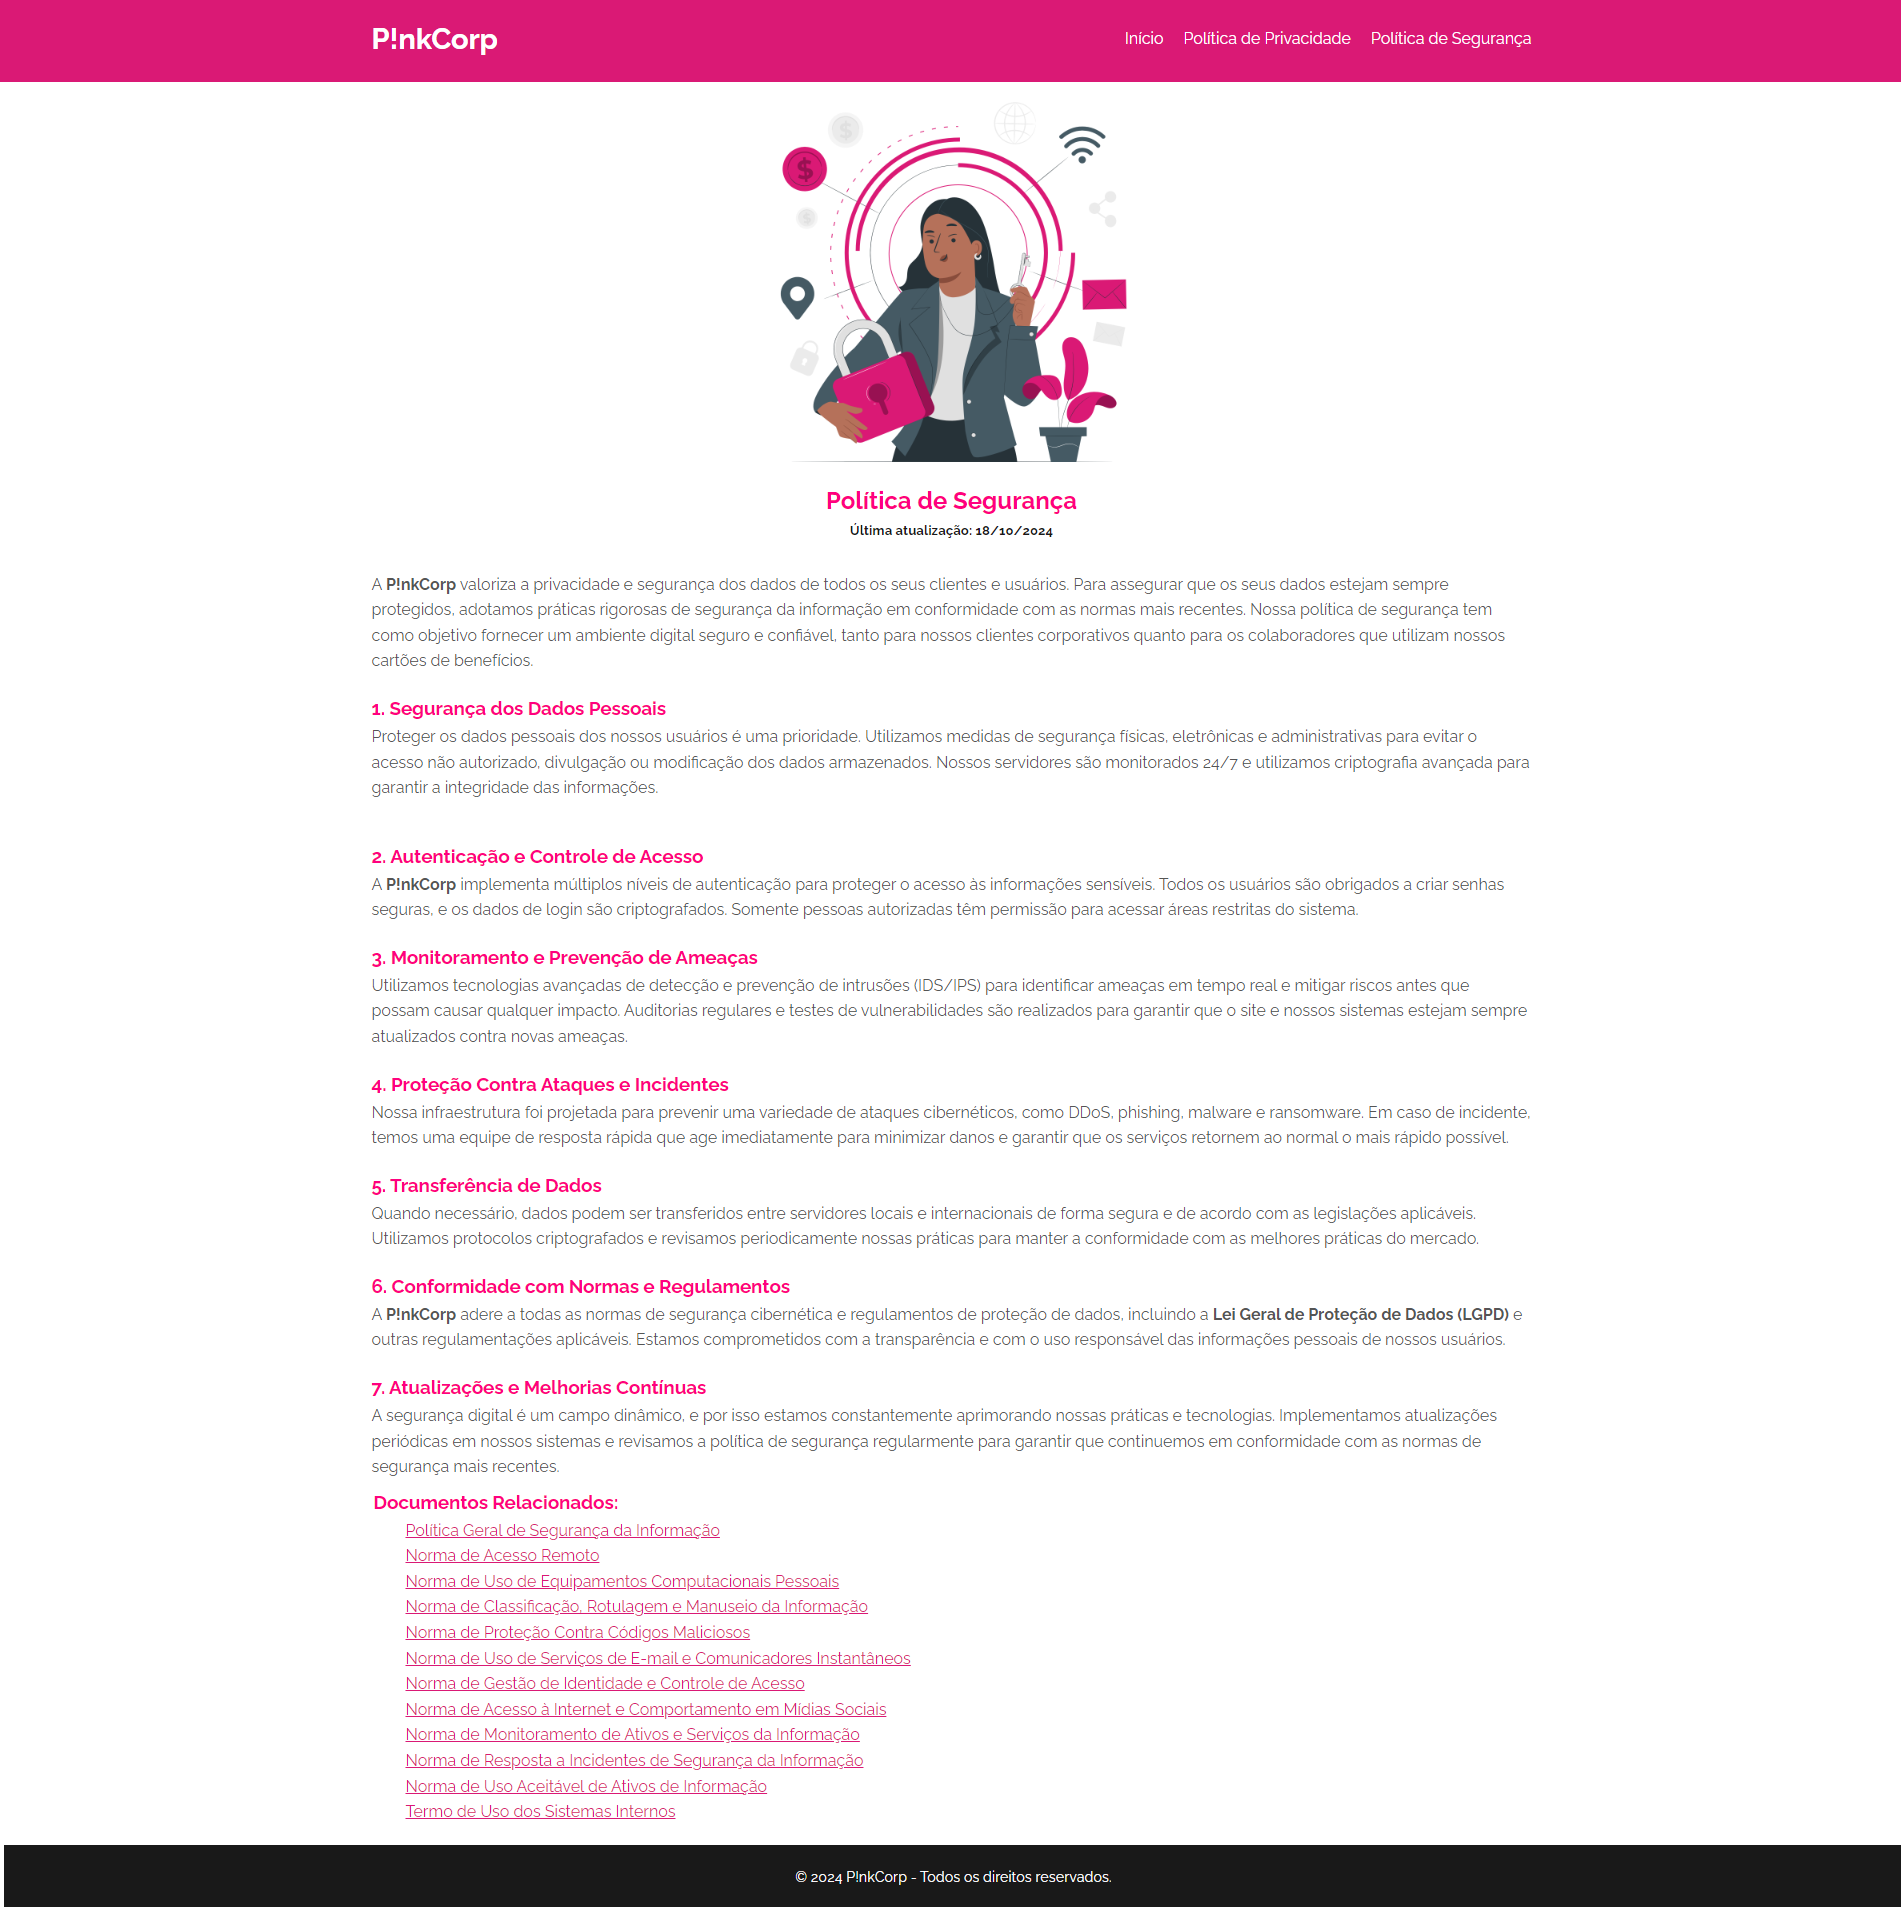 P!nkCorp
Início Política de Privacidade Política de Segurança
$
$
$
Política de Segurança
Última atualização: 18/10/2024
A P!nkCorp valoriza a privacidade e segurança dos dados de todos os seus clientes e usuários. Para assegurar que os seus dados estejam sempre
protegidos, adotamos práticas rigorosas de segurança da informação em conformidade com as normas mais recentes. Nossa política de segurança tem
como objetivo fornecer um ambiente digital seguro e confiável, tanto para nossos clientes corporativos quanto para os colaboradores que utilizam nossos
cartões de benefícios.
1. Segurança dos Dados Pessoais
Proteger os dados pessoais dos nossos usuários é uma prioridade. Utilizamos medidas de segurança físicas, eletrônicas e administrativas para evitar o
acesso não autorizado, divulgação ou modificação dos dados armazenados. Nossos servidores são monitorados 24/7 e utilizamos criptografia avançada para
garantir a integridade das informações.
2. Autenticação e Controle de Acesso
A P!nkCorp implementa múltiplos níveis de autenticação para proteger o acesso às informações sensíveis. Todos os usuários são obrigados a criar senhas
seguras, e os dados de login são criptografados. Somente pessoas autorizadas têm permissão para acessar áreas restritas do sistema.
3. Monitoramento e Prevenção de Ameaças
Utilizamos tecnologias avançadas de detecção e prevenção de intrusões (IDS/IPS) para identificar ameaças em tempo real e mitigar riscos antes que
possam causar qualquer impacto. Auditorias regulares e testes de vulnerabilidades são realizados para garantir que o site e nossos sistemas estejam sempre
atualizados contra novas ameaças.
4. Proteção Contra Ataques e Incidentes
Nossa infraestrutura foi projetada para prevenir uma variedade de ataques cibernéticos, como DDoS, phishing, malware e ransomware. Em caso de incidente,
temos uma equipe de resposta rápida que age imediatamente para minimizar danos e garantir que os serviços retornem ao normal o mais rápido possível.
5. Transferência de Dados
Quando necessário, dados podem ser transferidos entre servidores locais e internacionais de forma segura e de acordo com as legislações aplicáveis.
Utilizamos protocolos criptografados e revisamos periodicamente nossas práticas para manter a conformidade com as melhores práticas do mercado.
6. Conformidade com Normas e Regulamentos
A P!nkCorp adere a todas as normas de segurança cibernética e regulamentos de proteção de dados, incluindo a Lei Geral de Proteção de Dados (LGPD) e
outras regulamentações aplicáveis. Estamos comprometidos com a transparência e com o uso responsável das informações pessoais de nossos usuários.
7. Atualizações e Melhorias Contínuas
A segurança digital é um campo dinâmico, e por isso estamos constantemente aprimorando nossas práticas e tecnologias. Implementamos atualizações
periódicas em nossos sistemas e revisamos a política de segurança regularmente para garantir que continuemos em conformidade com as normas de
segurança mais recentes.
Documentos Relacionados:
Política Geral de Segurança da Informação
Norma de Acesso Remoto
Norma de Uso de Equipamentos Computacionais Pessoais
Norma de Classificação, Rotulagem e Manuseio da Informação
Norma de Proteção Contra Códigos Maliciosos
Norma de Uso de Serviços de E-mail e Comunicadores Instantâneos
Norma de Gestão de Identidade e Controle de Acesso
Norma de Acesso à Internet e Comportamento em Mídias Sociais
Norma de Monitoramento de Ativos e Serviços da Informação
Norma de Resposta a Incidentes de Segurança da Informação
Norma de Uso Aceitável de Ativos de Informação
Termo de Uso dos Sistemas Internos
© 2024 P!nkCorp - Todos os direitos reservados.